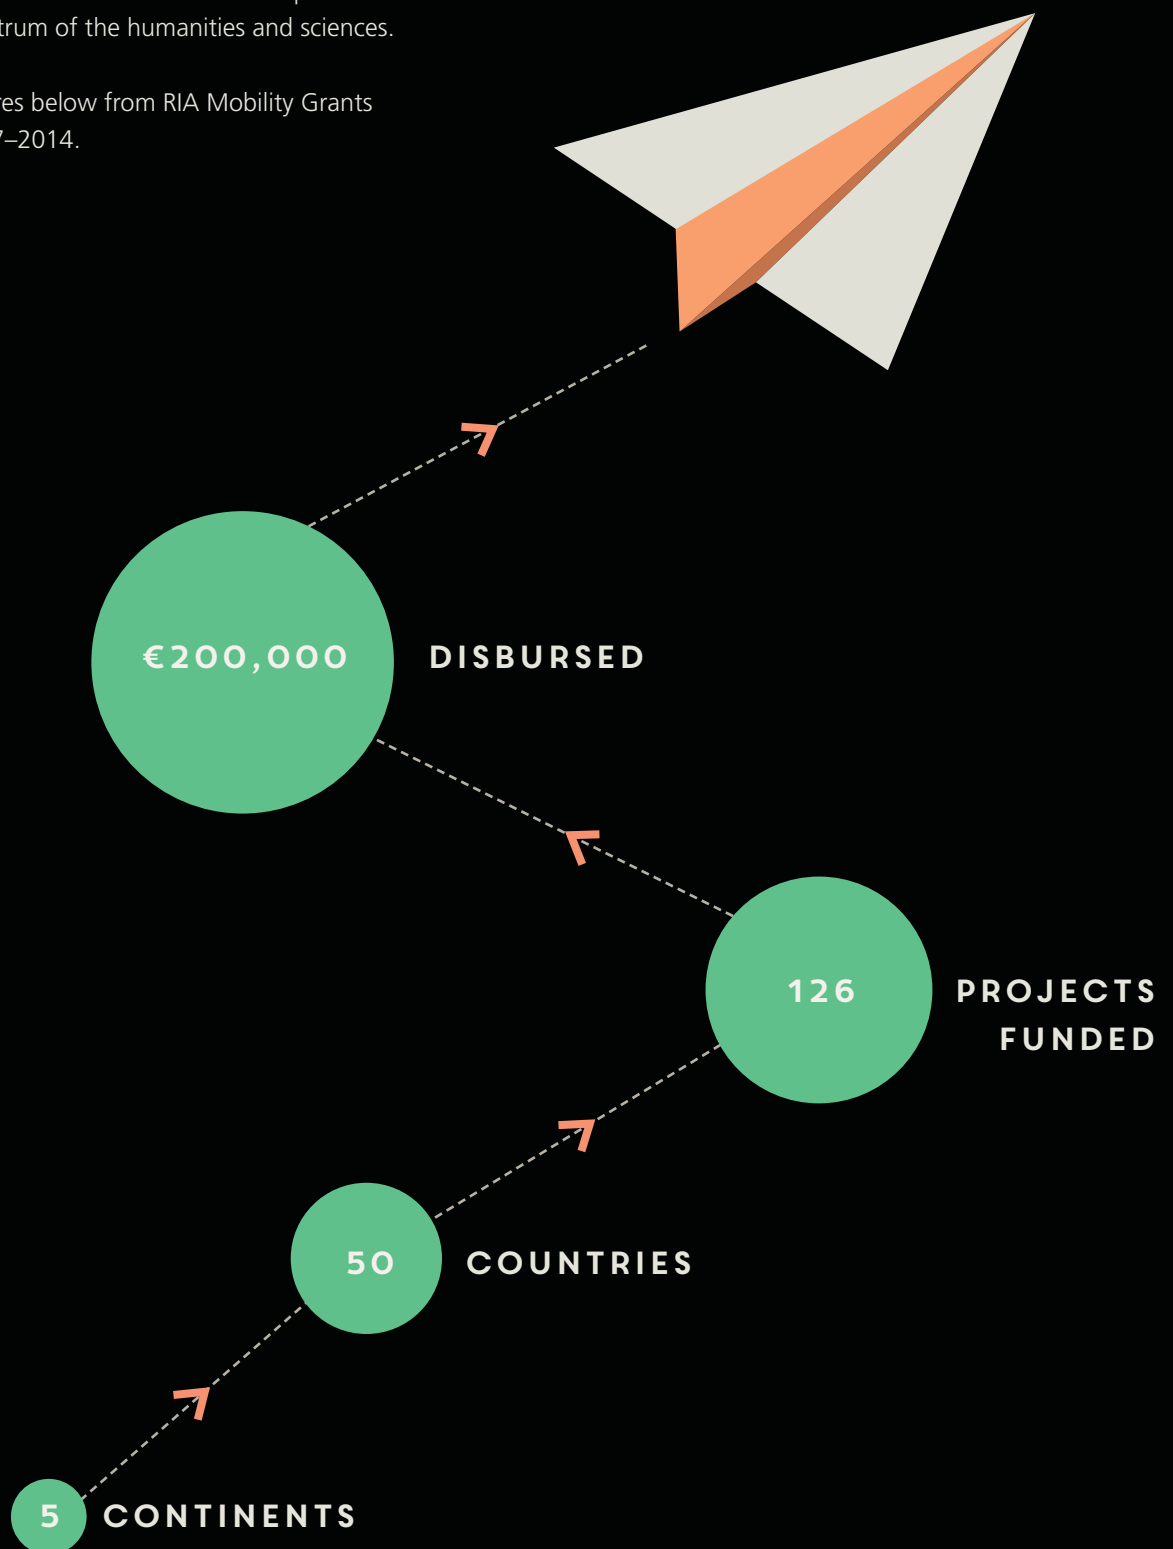 trum of the humanities and sciences.
res below from RIA Mobility Grants
7–2014.
€200,000 DISBURSED
126 PROJECTS
FUNDED
50 COUNTRIES
5 CONTINENTS